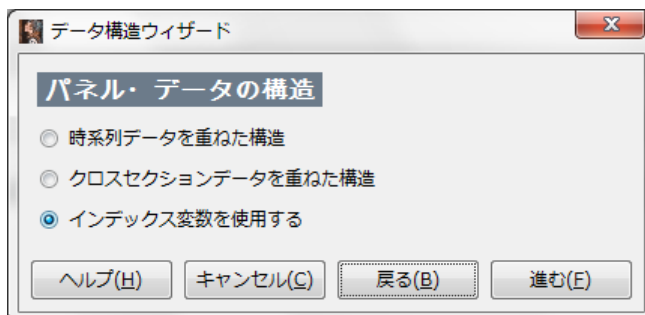 データ構造ウィザード
パネル・データの構造
時系列データを重ねた構造
クロスセクションデータを重ねた構造
インデックス変数を使用する
ヘルプ(H) キャンセル(C) 戻る(B) 進む(F)